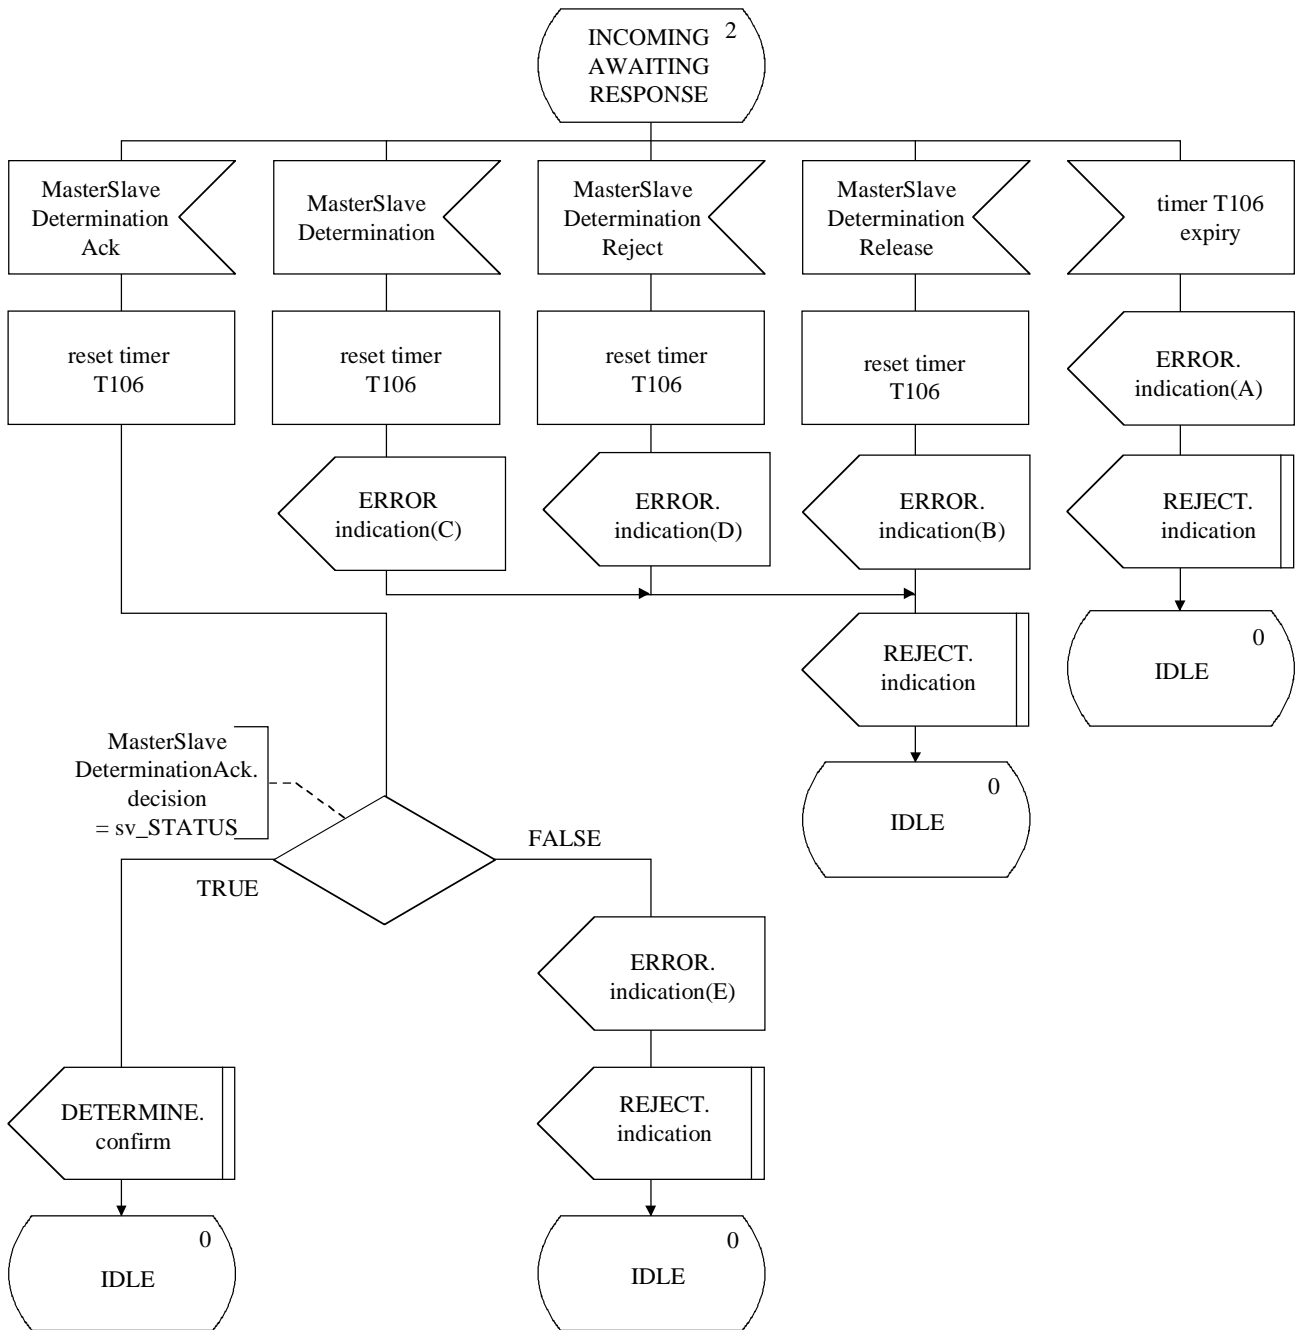 INCOMING 2
AWAITING
RESPONSE
MasterSlave
Determination
Ack
MasterSlave
Determination
MasterSlave
Determination
Reject
MasterSlave
Determination
Release
timer T106
expiry
reset timer
T106
reset timer
T106
reset timer
T106
reset timer
T106
ERROR.
indication(A)
ERROR
indication(C)
ERROR.
indication(D)
ERROR.
indication(B)
REJECT.
indication
REJECT.
indication
0
IDLE
MasterSlave
DeterminationAck.
decision
= sv_STATUS
0
IDLE
FALSE
TRUE
ERROR.
indication(E)
DETERMINE.
confirm
REJECT.
indication
0
IDLE
0
IDLE